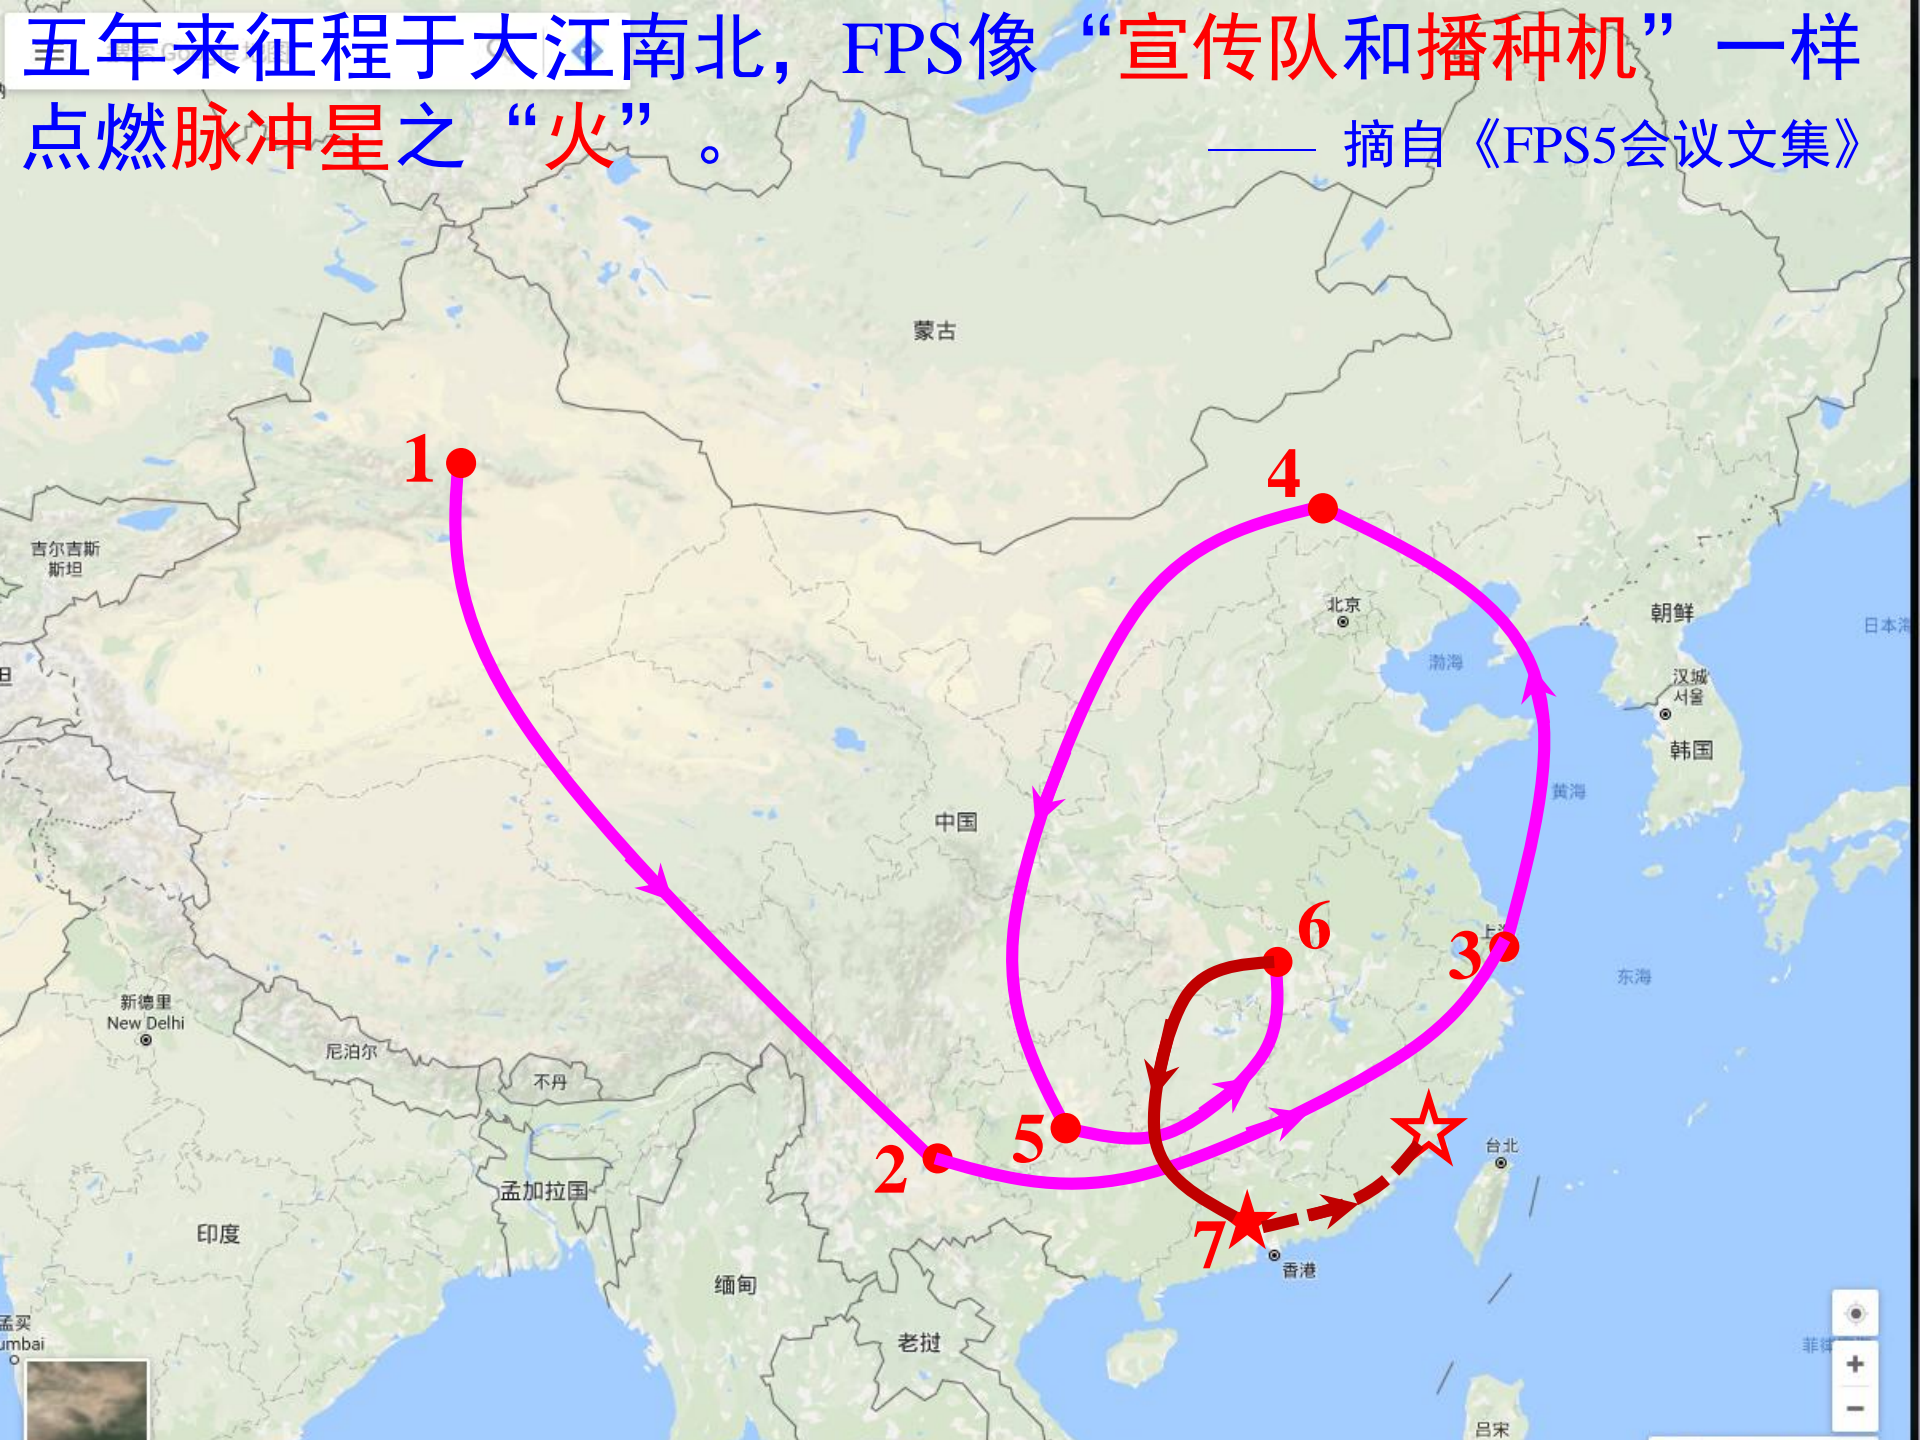 五年来征程于大江南北，FPS像“宣传队和播种机”一样
点燃脉冲星之“火”。
—— 摘自《FPS5会议文集》
蒙古
1
4
吉尔吉斯
斯坦
北京
朝鲜
日本海
渤海
汉城
서울
韩国
黄海
中国
6
上海
3
东海
新德里
New Delhi
尼泊尔
不丹
5
2
台北
孟加拉国
印度
7
香港
缅甸
老挝
孟买
umbai
吕宋